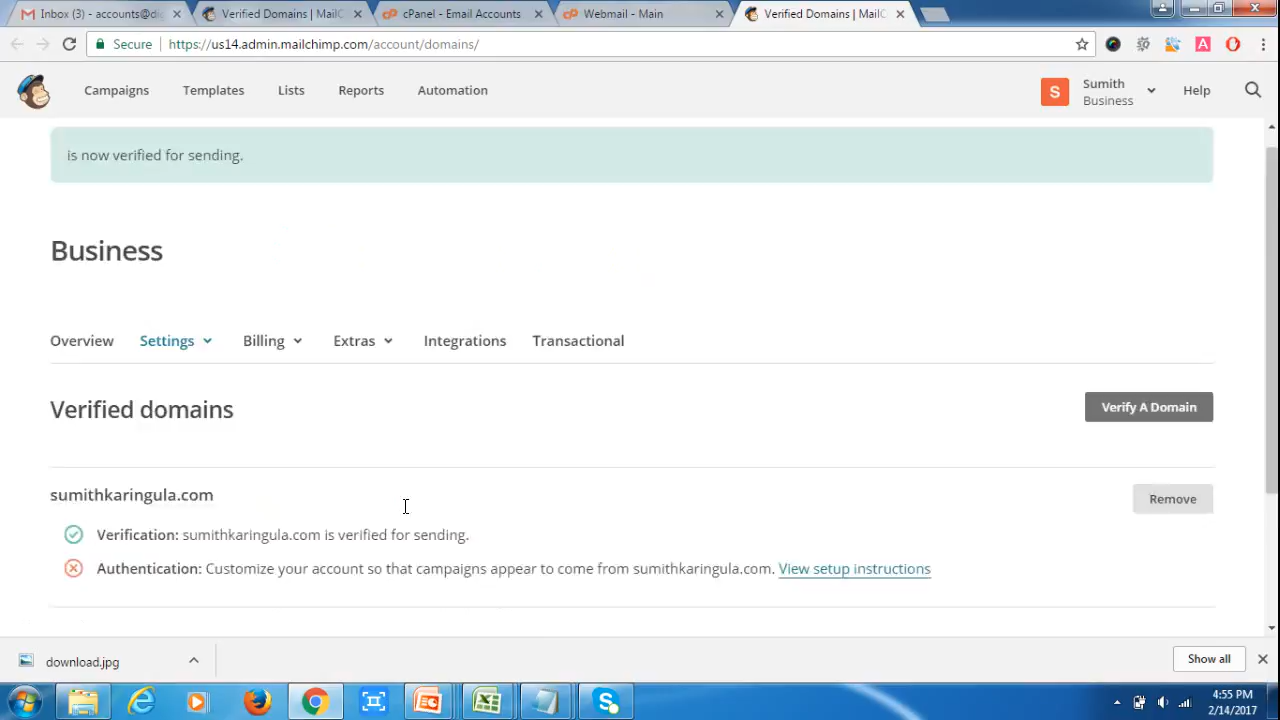 Inbox (3) - accounts@di
Verified Domains | MailC
cPanel - Email Accounts
Webmail - Main
Verified Domains | MailC
Secure
https://us14.admin.mailchimp.com/account/domains/
A
Campaigns
Templates
Lists
Reports
Automation
S
Sumith
Business
Help
is now verified for sending.
Business
Overview
Settings
Billing
Extras
Integrations
Transactional
Verified domains
Verify A Domain
sumithkaringula.com
Remove
Verification: sumithkaringula.com is verified for sending.
Authentication: Customize your account so that campaigns appear to come from sumithkaringula.com. View setup instructions
download.jpg
Show all
4:55 PM
2/14/2017